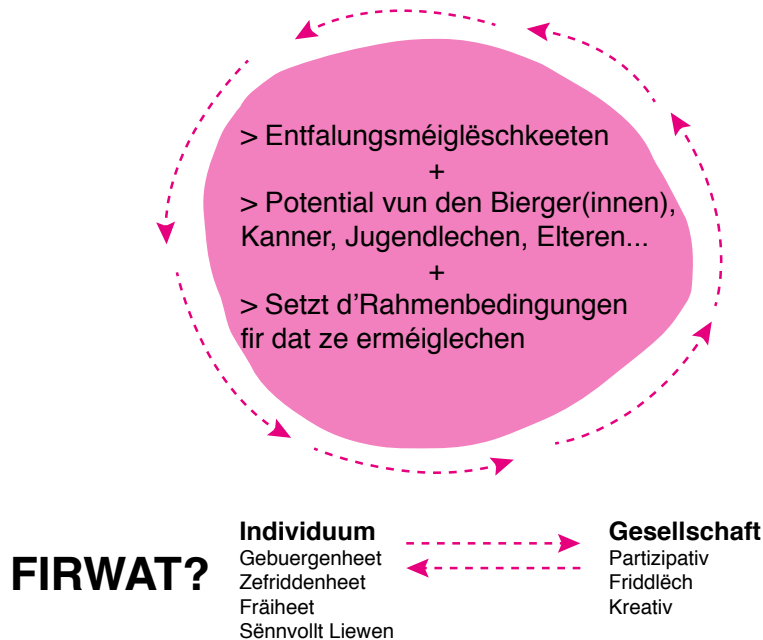 > Entfalungsméiglëschkeeten
+
> Potential vun den Bierger(innen),
Kanner, Jugendlechen, Elteren...
+
> Setzt d'Rahmenbedingungen
fir dat ze erméiglechen
FIRWAT?
Individuum
Gebuergenheet
Zefriddenheet
Fräiheet
Sënnvollt Liewen
Gesellschaft
Partizipativ
Friddlëch
Kreativ